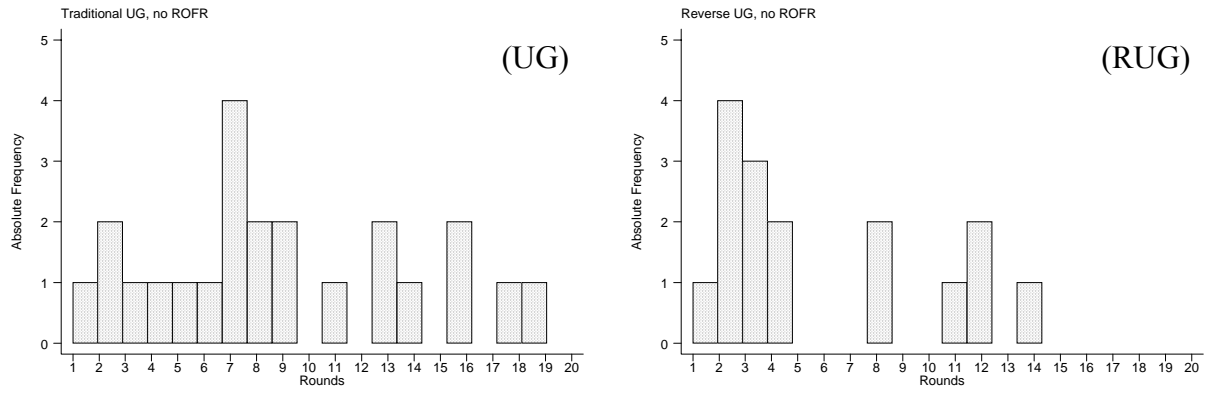 Traditional UG, no ROFR
(UG)
Absolute Frequency
5
4
3
2
1
0
1 2 3 4 5 6 7 8 9 10 11 12 13 14 15 16 17 18 19 20
Rounds
Reverse UG, no ROFR
(RUG)
Absolute Frequency
5
4
3
2
1
0
1 2 3 4 5 6 7 8 9 10 11 12 13 14 15 16 17 18 19 20
Rounds